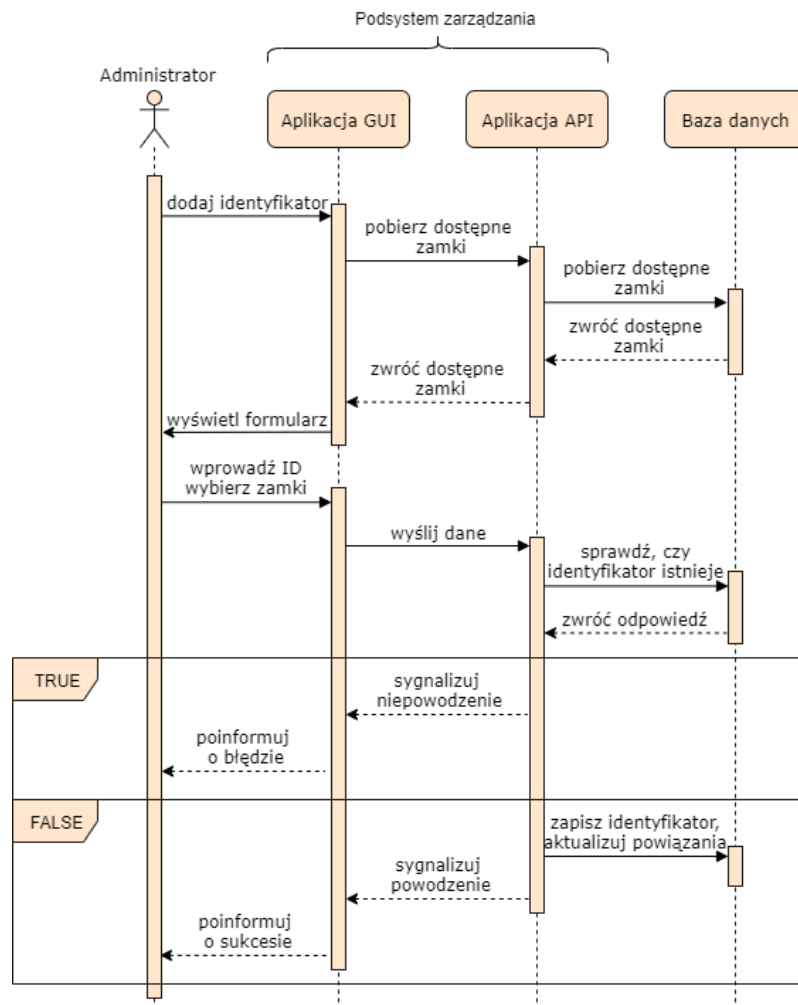 Podsystem zarządzania
Administrator
Aplikacja GUI
Aplikacja API
Baza danych
dodaj identyfikator
pobierz dostępne
zamki
pobierz dostępne
zamki
zwróć dostępne
zamki
zwróć dostępne
zamki
wyświetl formularz
wprowadź ID
wybierz zamki
wyślij dane
sprawdź, czy
identyfikator istnieje
zwróć odpowiedź
TRUE
sygnalizuj
niepowodzenie
poinformuj
o błędzie
FALSE
zapisz identyfikator,
aktualizuj powiązania
sygnalizuj
powodzenie
poinformuj
o sukcesie